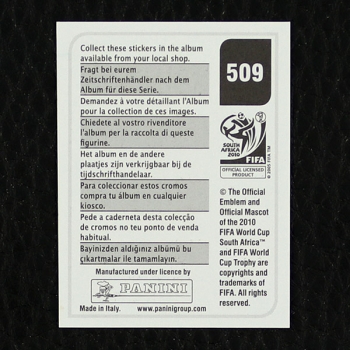 Collect these stickers in the album
available from your local shop.
Fragt bei eurem
Zeitschriftenhändler nach dem
Album für diese Serie.
Demandez à votre détaillant l'Album
pour la collection de ces images.
Chiedete al vostro rivenditore
l'album per la raccolta di queste
figurine.
Het album en de andere
plaatjes zijn verkrijgbaar bij de
tijdschrifthandelaar.
Para coleccionar estos cromos
compra tu álbum en cualquier
kiosco.
Pede a caderneta desta colecção
de cromos no teu ponto de venda
habitual.
Bayinizden aldığınız albümü bu
çıkartmalar ile tamamlayın.
Manufactured under licence by
PANINI
Made in Italy. www.paninigroup.com
509
SOUTH AFRICA
2010
FIFA
OFFICIAL LICENSED
PRODUCT
© The Official
Emblem and
Official Mascot
of the 2010
FIFA World Cup
South Africa™
and FIFA World
Cup Trophy are
copyrights and
trademarks of
FIFA. All rights
reserved.